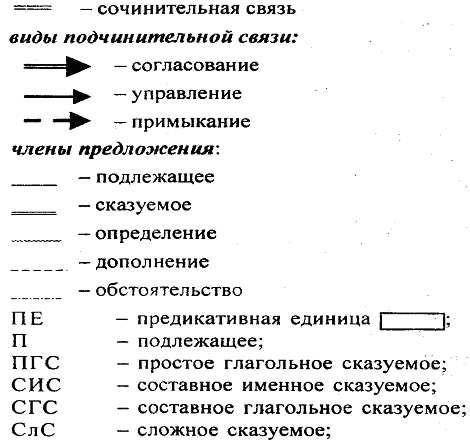 – сочинительная связь
виды подчинительной связи:
– согласование
– управление
– примыкание
члены предложения:
– подлежащее
– сказуемое
– определение
– дополнение
– обстоятельство
ПЕ – предикативная единица ;
П – подлежащее;
ПГС – простое глагольное сказуемое;
СИС – составное именное сказуемое;
СГС – составное глагольное сказуемое;
СлС – сложное сказуемое;